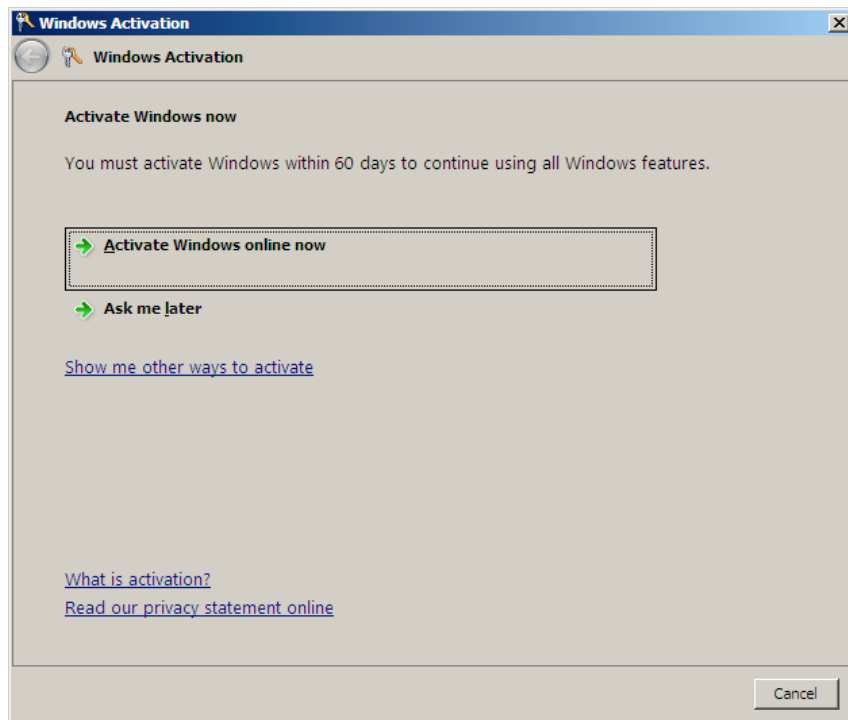 Windows Activation
Windows Activation
Activate Windows now
You must activate Windows within 60 days to continue using all Windows features.
Activate Windows online now
Ask me later
Show me other ways to activate
What is activation?
Read our privacy statement online
Cancel